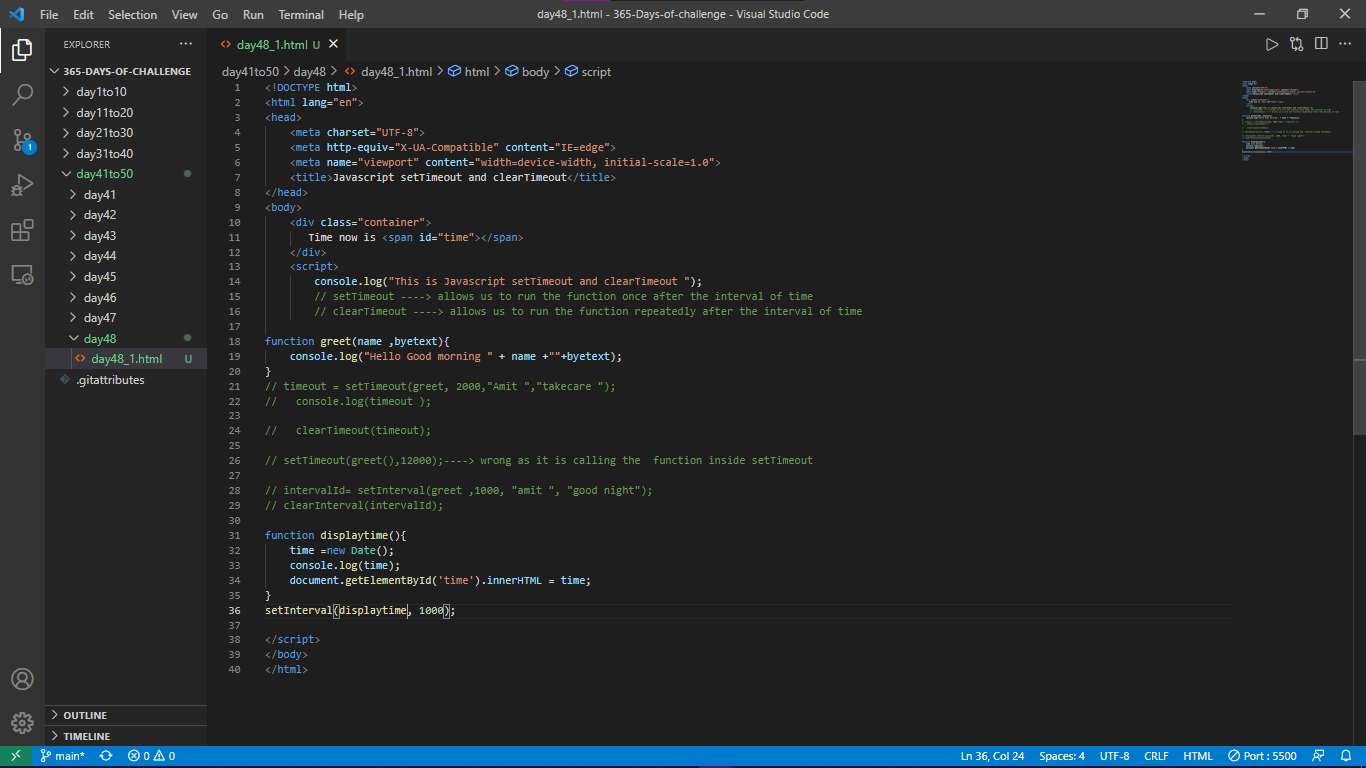 File Edit Selection View Go Run Terminal Help day48_1.html - 365-Days-of-challenge - Visual Studio Code
EXPLORER
365-DAYS-OF-CHALLENGE
day1to10
day11to20
day21to30
day31to40
day41to50
day41
day42
day43
day44
day45
day46
day47
day48
day48_1.html U
.gitattributes
OUTLINE
TIMELINE
1
day48_1.html U
day41to50 > day48 > day48_1.html > html > body > script
1 <!DOCTYPE html>
2 <html lang="en">
3 <head>
4 <meta charset="UTF-8">
5 <meta http-equiv="X-UA-Compatible" content="IE=edge">
6 <meta name="viewport" content="width=device-width, initial-scale=1.0">
7 <title>Javascript setTimeout and clearTimeout</title>
8 </head>
9 <body>
10 <div class="container">
11 Time now is <span id="time"></span>
12 </div>
13 <script>
14 console.log("This is Javascript setTimeout and clearTimeout ");
15 // setTimeout ----> allows us to run the function once after the interval of time
16 // clearTimeout ----> allows us to run the function repeatedly after the interval of time
17
18 function greet(name ,byetext){
19 console.log("Hello Good morning " + name +""+byetext);
20 }
21 // timeout = setTimeout(greet, 2000,"Amit ","takecare ");
22 // console.log(timeout );
23
24 // clearTimeout(timeout);
25
26 // setTimeout(greet(),12000);----> wrong as it is calling the  function inside setTimeout
27
28 // intervalId= setInterval(greet ,1000, "amit ", "good night");
29 // clearInterval(intervalId);
30
31 function displaytime(){
32 time =new Date();
33 console.log(time);
34 document.getElementById('time').innerHTML = time;
35 }
36 setInterval(displaytime, 1000);
37
38 </script>
39 </body>
40 </html>
main* 0 0 Ln 36, Col 24 Spaces: 4 UTF-8 CRLF HTML Port : 5500